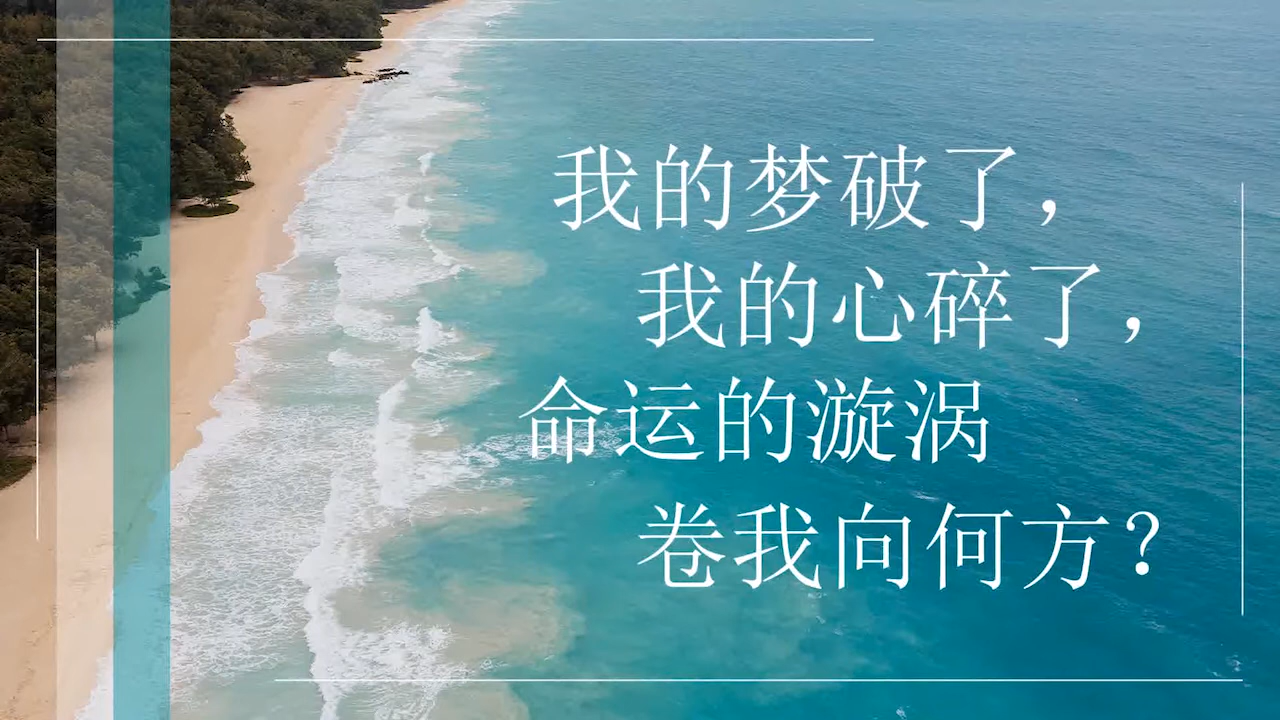 我的梦破了，
我的心碎了，
命运的漩涡
卷我向何方？